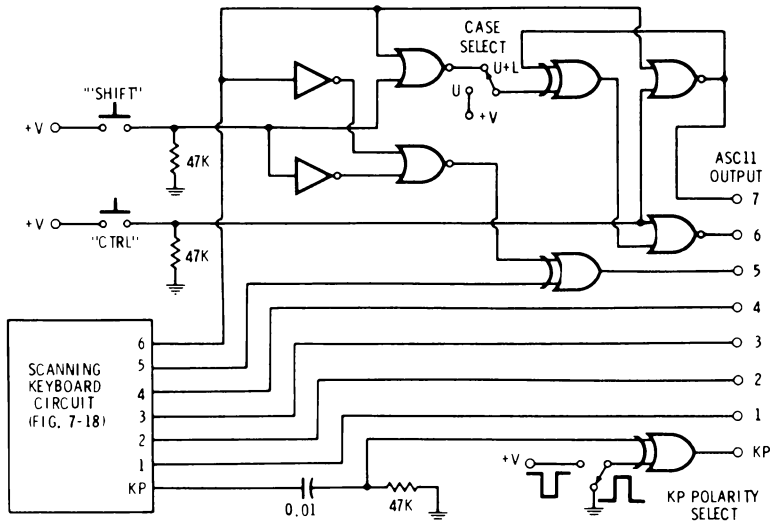 CASE
SELECT
U+L
U
+V
"SHIFT"
+V
47K
ASC11
OUTPUT
7
+V
"CTRL"
47K
6
5
4
3
2
1
KP
SCANNING
KEYBOARD
CIRCUIT
(FIG. 7-18)
6
5
4
3
2
1
KP
0.01
47K
+V
KP POLARITY
SELECT